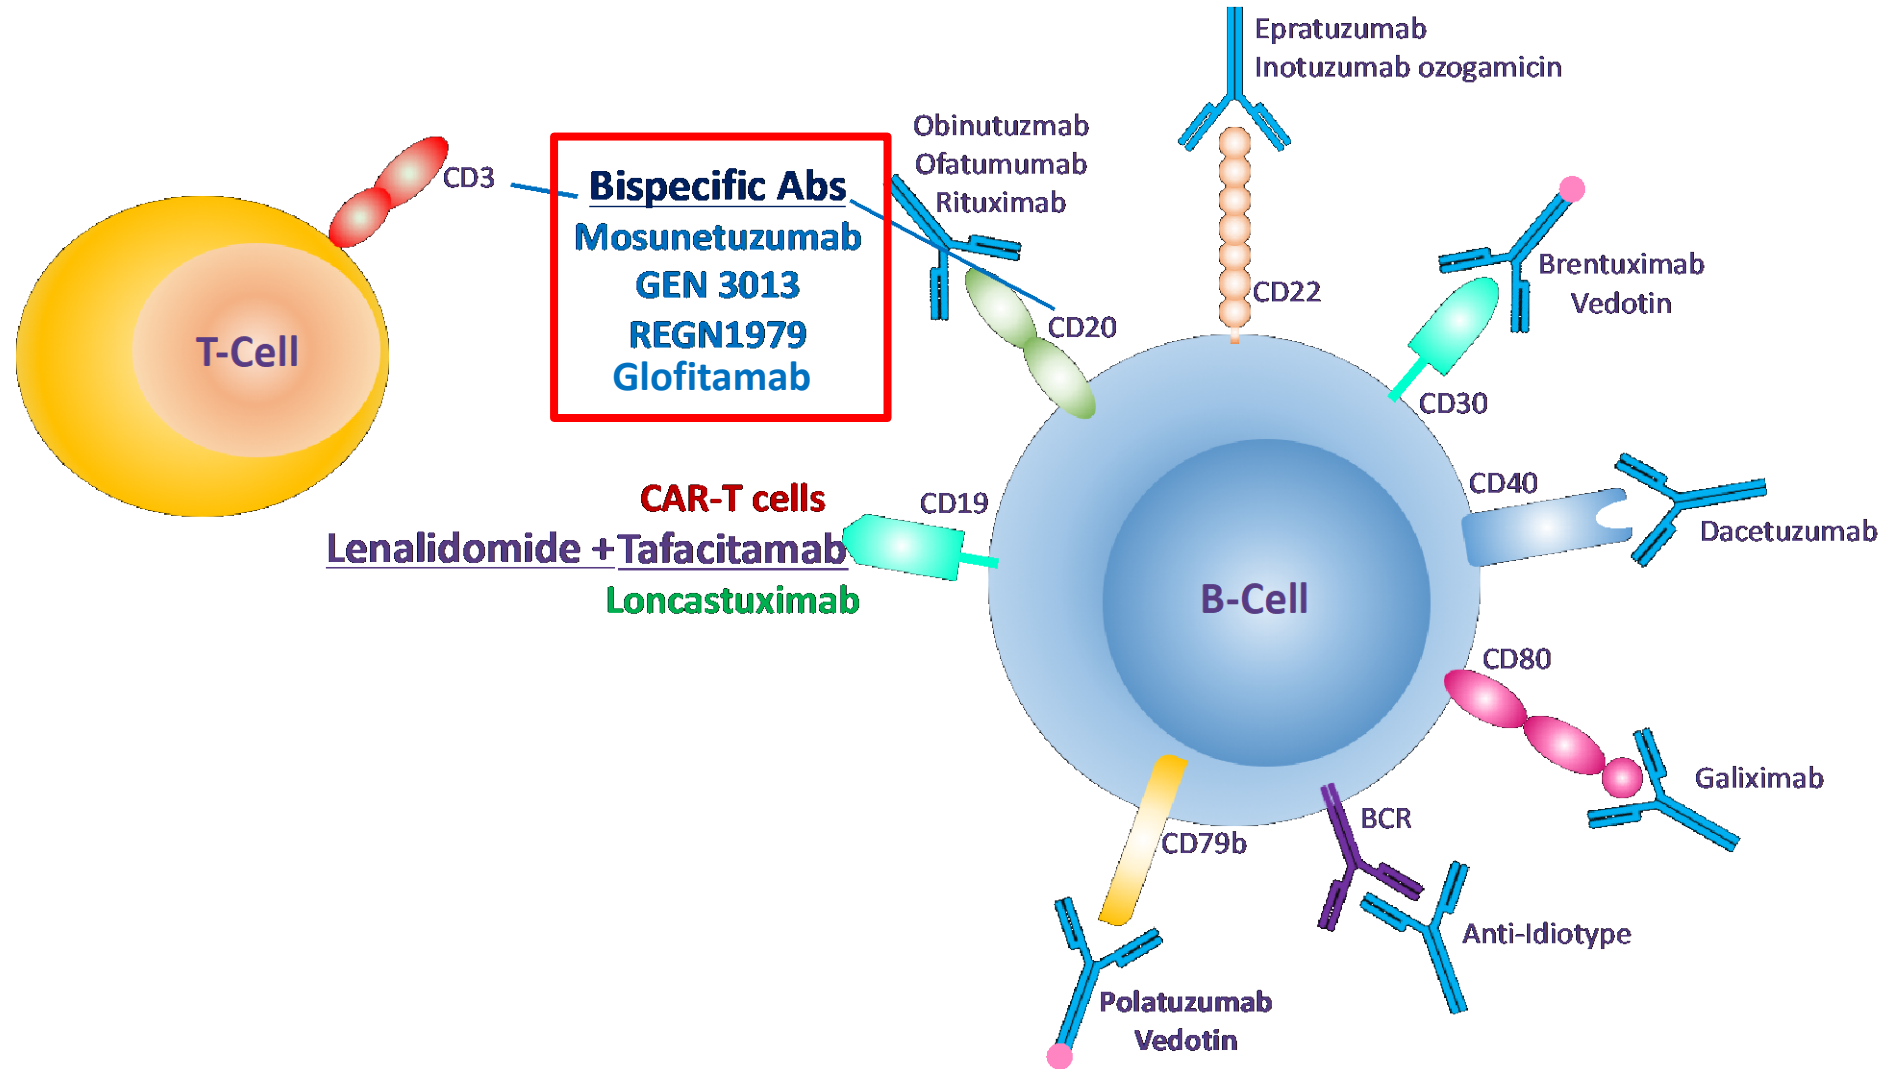 Epratuzumab
Inotuzumab ozogamicin
Obinutuzmab
Ofatumumab
Rituximab
CD3
Bispecific Abs
Mosunetuzumab
GEN 3013
REGN1979
Glofitamab
T-Cell
CD20
CD22
Brentuximab
Vedotin
CD30
CAR-T cells
CD19
Lenalidomide +Tafacitamab
Loncastuximab
CD40
Dacetuzumab
B-Cell
CD80
Galiximab
BCR
CD79b
Anti-Idiotype
Polatuzumab
Vedotin